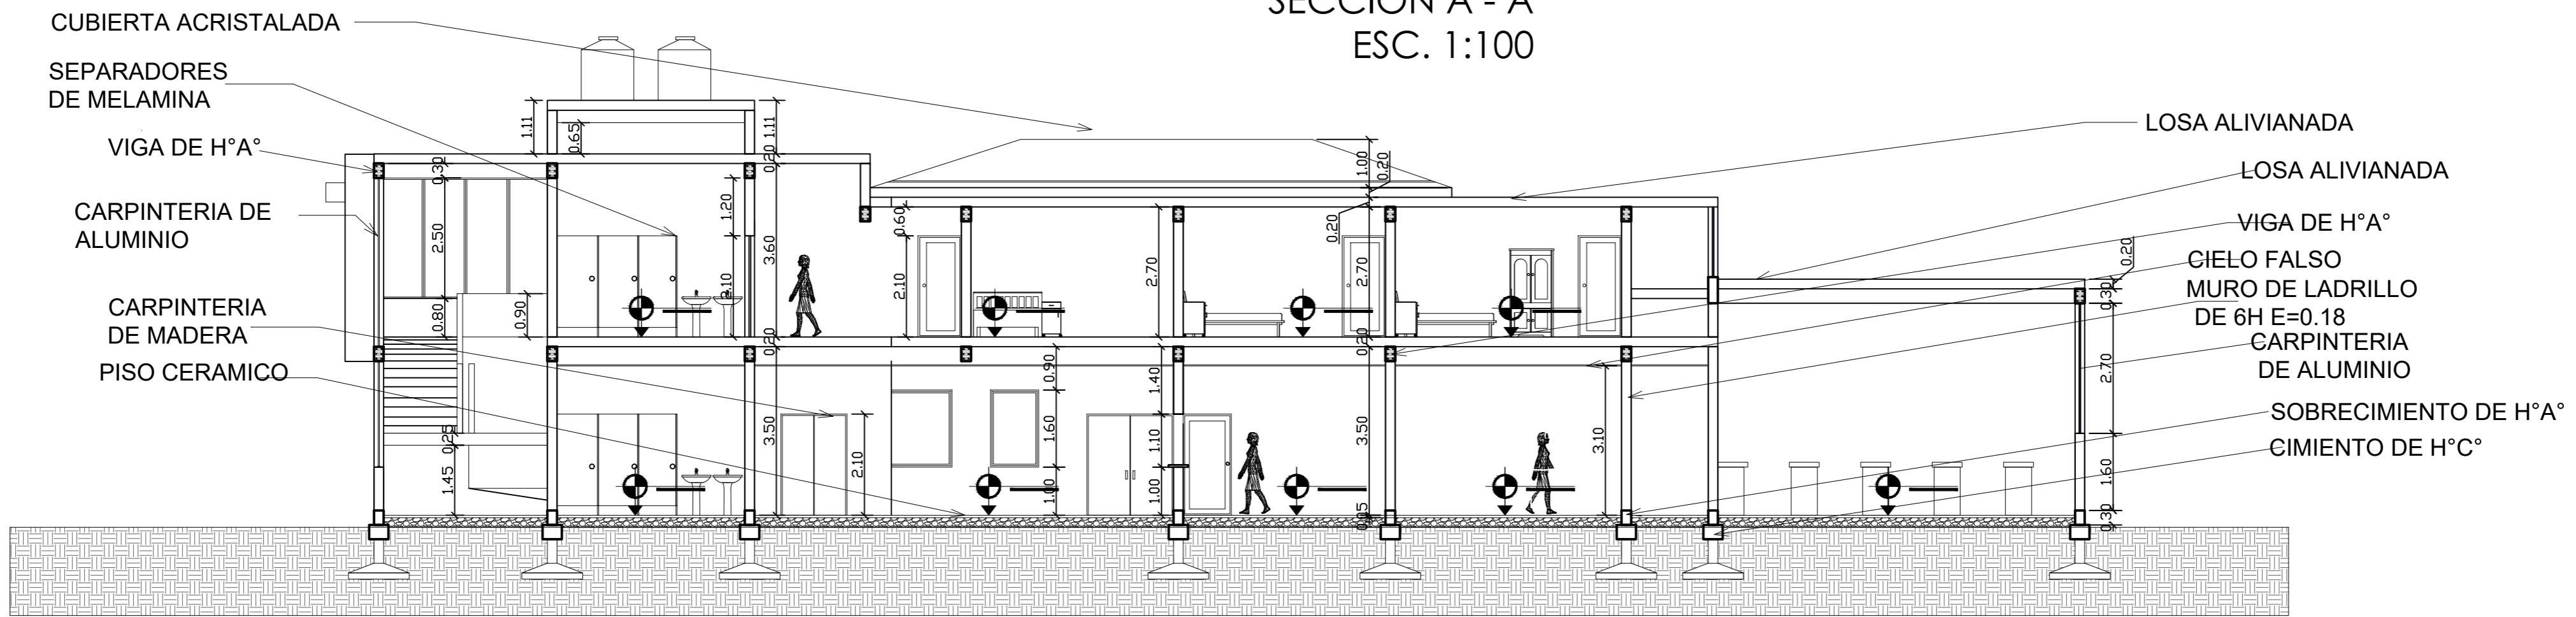 SECCION A - A
ESC. 1:100
CUBIERTA ACRISTALADA
SEPARADORES
DE MELAMINA
VIGA DE H°A°
CARPINTERIA DE
ALUMINIO
CARPINTERIA
DE MADERA
PISO CERAMICO
LOSA ALIVIANADA
LOSA ALIVIANADA
VIGA DE H°A°
CIELO FALSO
MURO DE LADRILLO
DE 6H E=0.18
CARPINTERIA
DE ALUMINIO
SOBRECIMIENTO DE H°A°
CIMIENTO DE H°C°
1.11
0.65
1.11
0.20
0.30
2.50
0.80
0.90
1.20
2.10
3.60
0.20
0.60
2.10
2.70
1.00
0.20
0.20
2.70
0.20
0.20
0.30
2.70
1.60
0.30
0.25
1.45
3.50
2.10
0.90
1.60
1.00
1.40
1.10
1.00
3.50
3.10